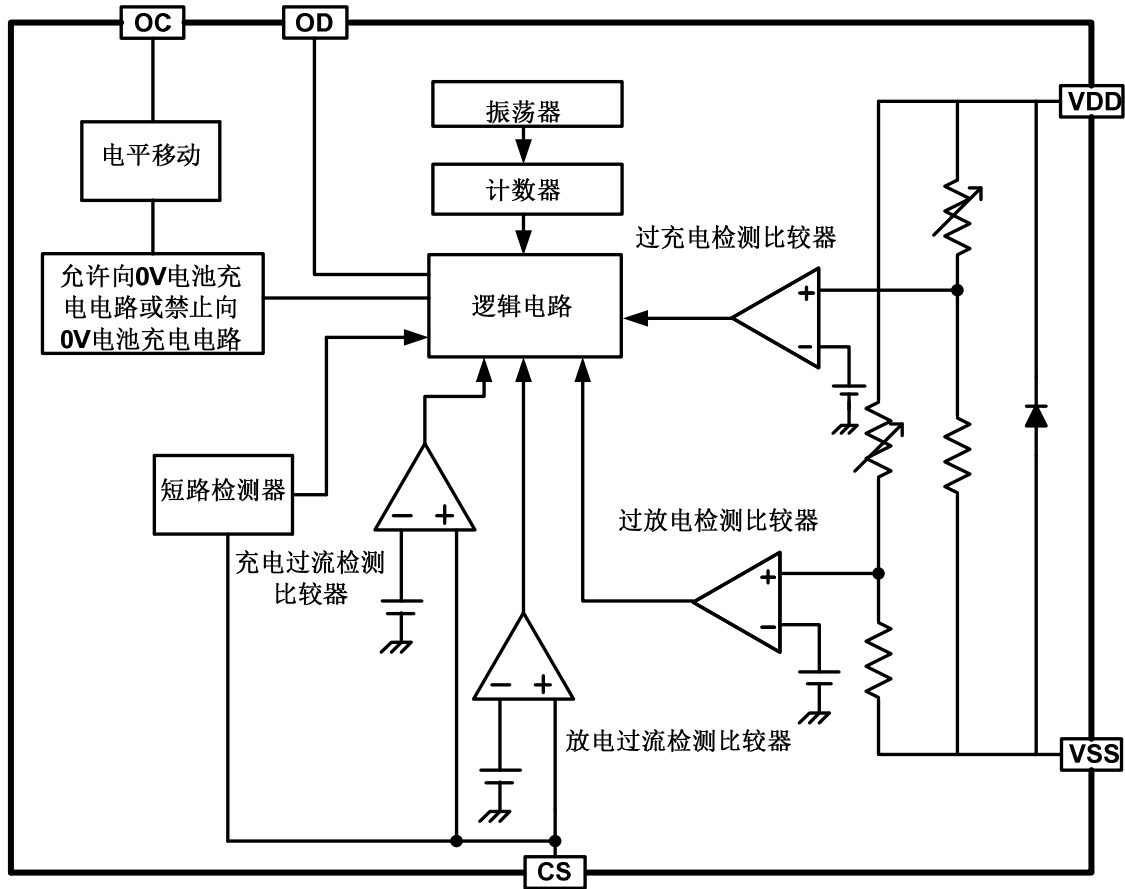 OC
OD
VDD
振荡器
电平移动
计数器
过充电检测比较器
允许向0V电池充
电电路或禁止向
0V电池充电电路
逻辑电路
+
−
短路检测器
过放电检测比较器
− +
充电过流检测
比较器
+
−
− +
放电过流检测比较器
VSS
CS